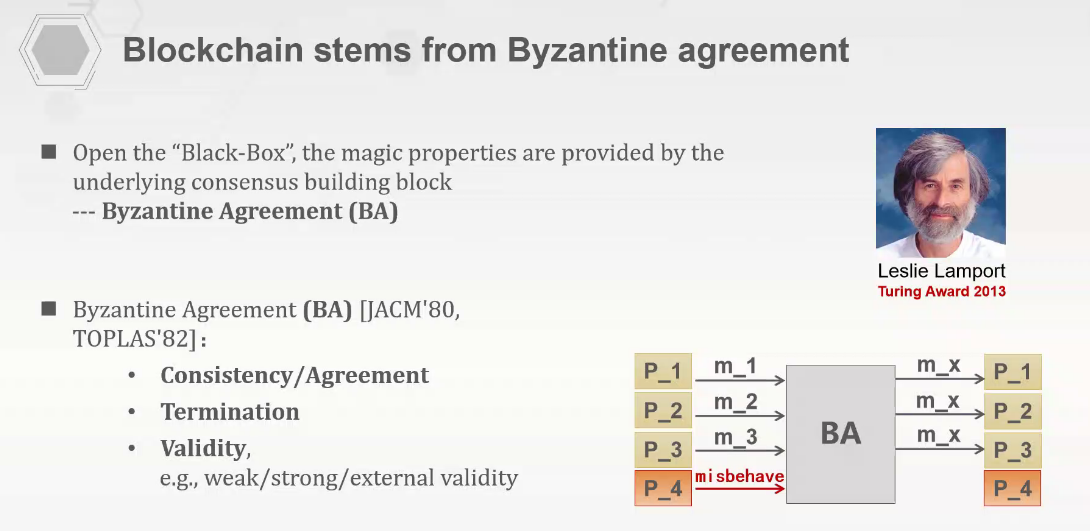 Blockchain stems from Byzantine agreement
■ Open the “Black-Box”, the magic properties are provided by the
underlying consensus building block
--- Byzantine Agreement (BA)
Leslie Lamport
Turing Award 2013
■ Byzantine Agreement (BA) [JACM'80,
TOPLAS'82]：
• Consistency/Agreement
• Termination
• Validity,
e.g., weak/strong/external validity
P_1 m_1 m_x P_1
P_2 m_2 m_x P_2
BA
P_3 m_3 m_x P_3
P_4 misbehave P_4